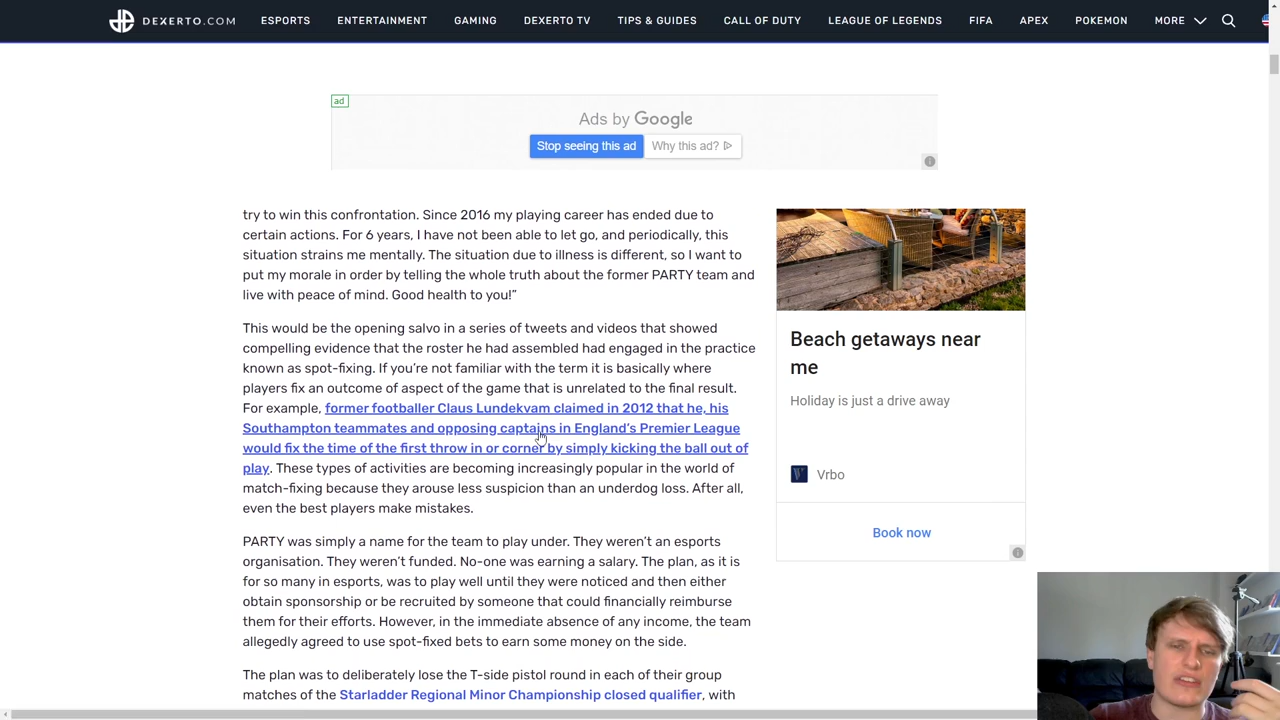 DEXERTO.COM
ESPORTS
ENTERTAINMENT
GAMING
DEXERTO TV
TIPS & GUIDES
CALL OF DUTY
LEAGUE OF LEGENDS
FIFA
APEX
POKEMON
MORE
ad
Ads by Google
Stop seeing this ad
Why this ad?
try to win this confrontation. Since 2016 my playing career has ended due to
certain actions. For 6 years, I have not been able to let go, and periodically, this
situation strains me mentally. The situation due to illness is different, so I want to
put my morale in order by telling the whole truth about the former PARTY team and
live with peace of mind. Good health to you!”
This would be the opening salvo in a series of tweets and videos that showed
compelling evidence that the roster he had assembled had engaged in the practice
known as spot-fixing. If you’re not familiar with the term it is basically where
players fix an outcome of aspect of the game that is unrelated to the final result.
For example, former footballer Claus Lundekvam claimed in 2012 that he, his
Southampton teammates and opposing captains in England’s Premier League
would fix the time of the first throw in or corner by simply kicking the ball out of
play. These types of activities are becoming increasingly popular in the world of
match-fixing because they arouse less suspicion than an underdog loss. After all,
even the best players make mistakes.
PARTY was simply a name for the team to play under. They weren’t an esports
organisation. They weren’t funded. No-one was earning a salary. The plan, as it is
for so many in esports, was to play well until they were noticed and then either
obtain sponsorship or be recruited by someone that could financially reimburse
them for their efforts. However, in the immediate absence of any income, the team
allegedly agreed to use spot-fixed bets to earn some money on the side.
The plan was to deliberately lose the T-side pistol round in each of their group
matches of the Starladder Regional Minor Championship closed qualifier, with
Beach getaways near
me
Holiday is just a drive away
Vrbo
Book now